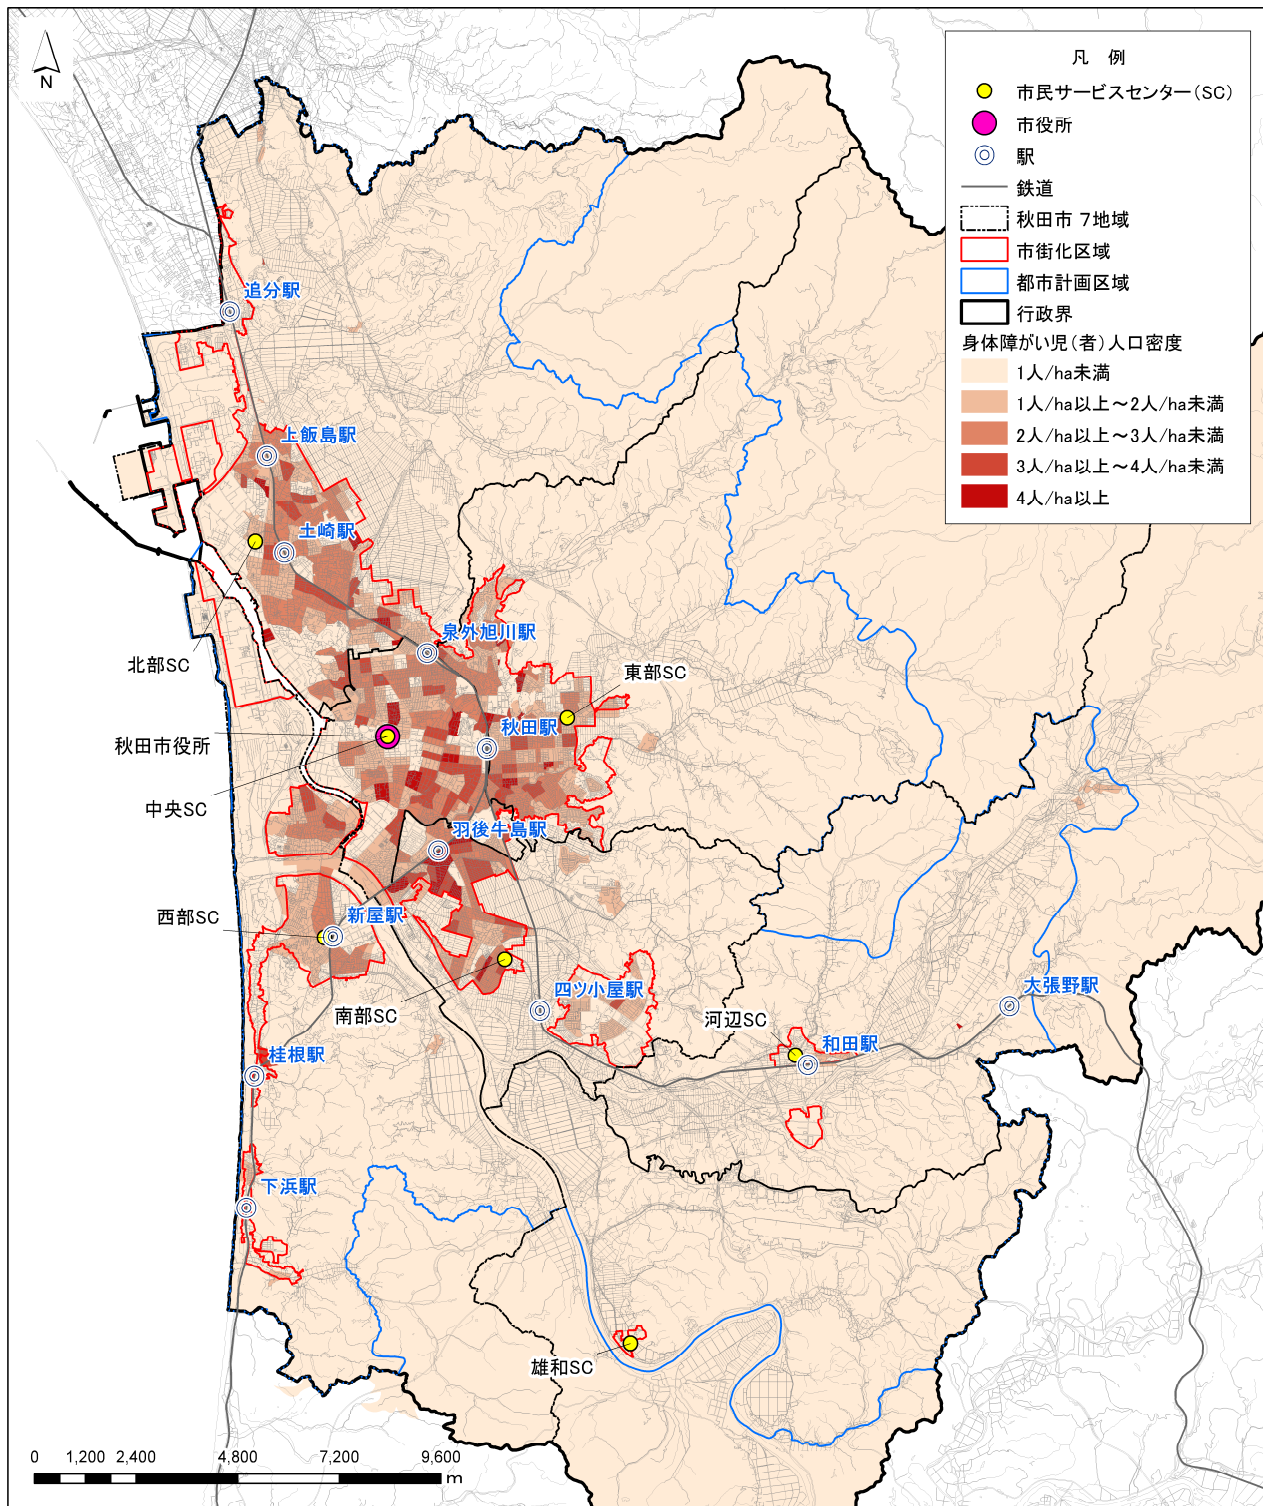 N
凡 例
市民サービスセンター(SC)
市役所
駅
鉄道
秋田市 7地域
市街化区域
都市計画区域
行政界
身体障がい児(者)人口密度
1人/ha未満
1人/ha以上～2人/ha未満
2人/ha以上～3人/ha未満
3人/ha以上～4人/ha未満
4人/ha以上
追分駅
上飯島駅
土崎駅
泉外旭川駅
北部SC
東部SC
秋田駅
秋田市役所
中央SC
羽後牛島駅
西部SC
新屋駅
南部SC
四ツ小屋駅
大張野駅
河辺SC
和田駅
桂根駅
下浜駅
雄和SC
0 1,200 2,400 4,800 7,200 9,600
m